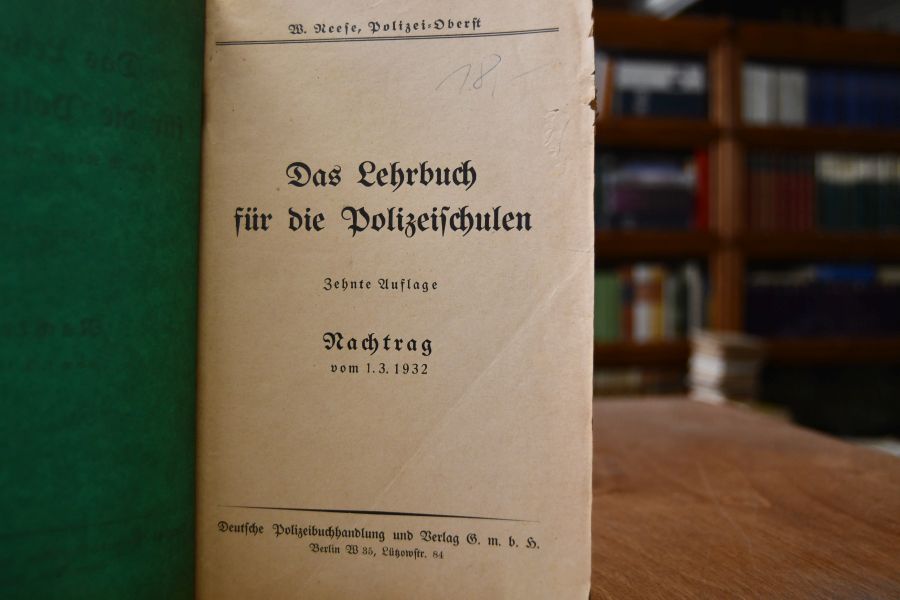 W. Neese, Polizei-Oberst
18,-
Das Lehrbuch
für die Polizeischulen
Zehnte Auflage
Nachtrag
vom 1.3.1932
Deutsche Polizeibuchhandlung und Verlag G. m. b. H.
Berlin W 35, Lützowstr. 84